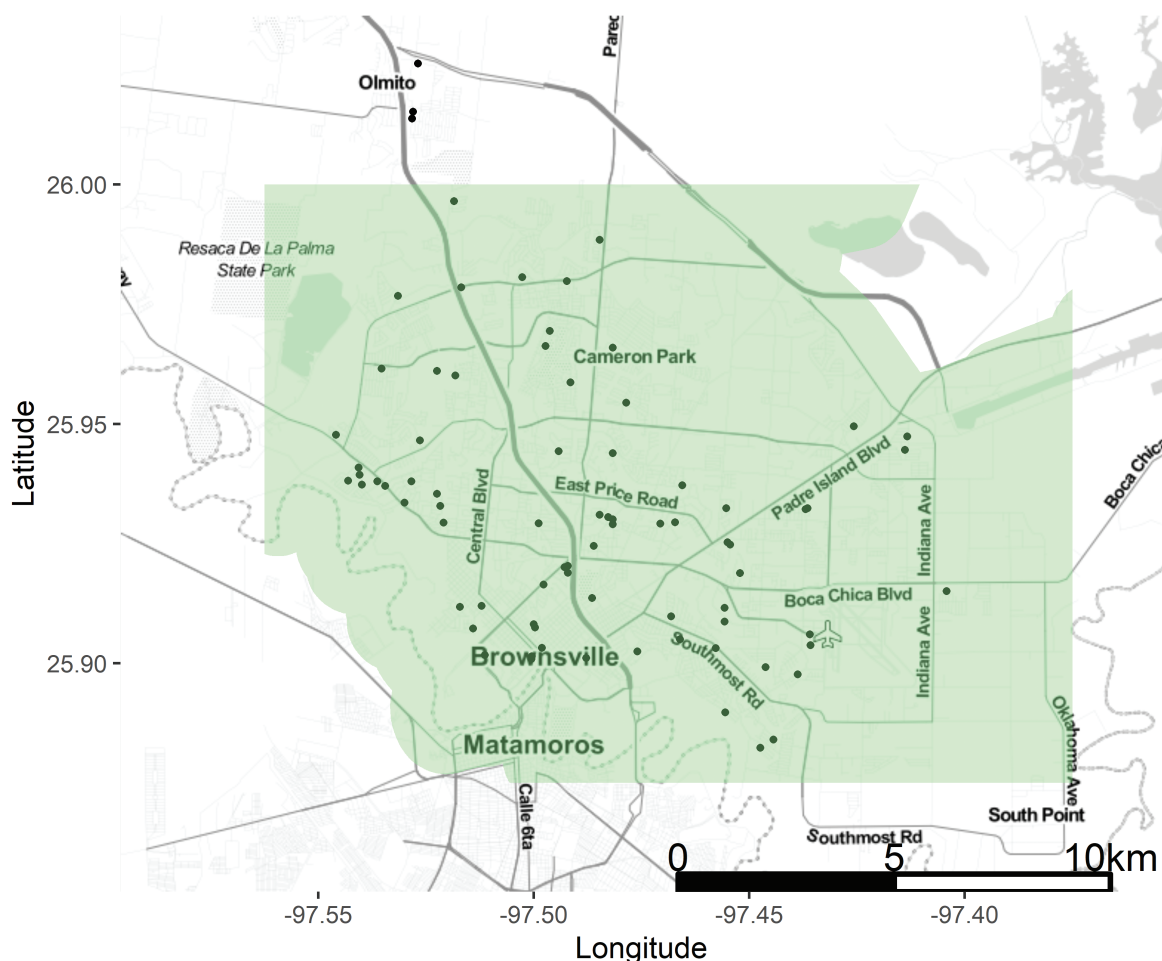 Pared
Olmito
26.00
Resaca De La Palma
State Park
Cameron Park
25.95
Latitude
Padre Island Blvd
Boca Chica
East Price Road
Central Blvd
Indiana Ave
Boca Chica Blvd
Indiana Ave
Southmost Rd
25.90
Brownsville
Oklahoma Ave
Matamoros
Calle 6ta
South Point
Southmost Rd
0 5 10km
-97.55 -97.50 -97.45 -97.40
Longitude